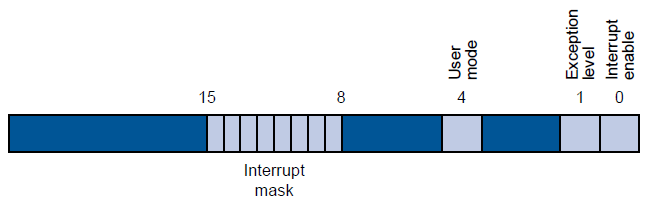 User
mode
Exception
level
Interrupt
enable
15
8
4
1
0
Interrupt
mask